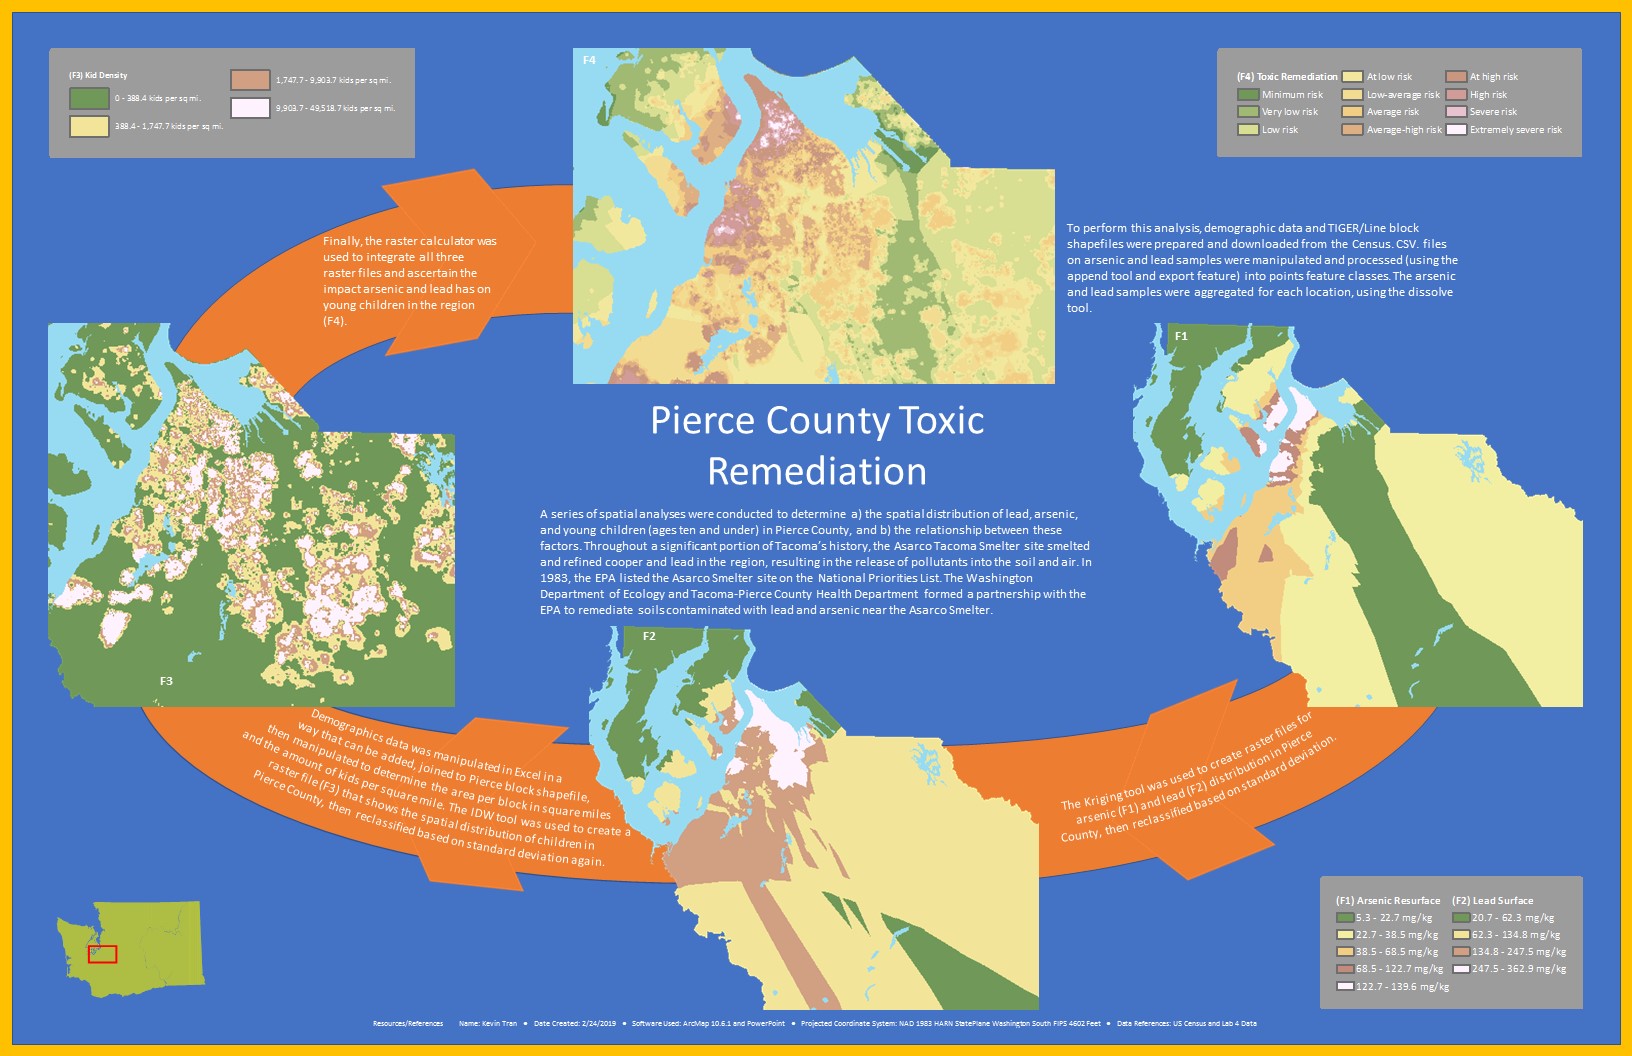 (F3) Kid Density
0 - 388.4 kids per sq mi.
388.4 - 1,747.7 kids per sq mi.
1,747.7 - 9,903.7 kids per sq mi.
9,903.7 - 49,518.7 kids per sq mi.
F4
(F4) Toxic Remediation
Minimum risk
Very low risk
Low risk
At low risk
Low-average risk
Average risk
Average-high risk
At high risk
High risk
Severe risk
Extremely severe risk
Finally, the raster calculator was
used to integrate all three
raster files and ascertain the
impact arsenic and lead has on
young children in the region
(F4).
To perform this analysis, demographic data and TIGER/Line block
shapefiles were prepared and downloaded from the Census. CSV. files
on arsenic and lead samples were manipulated and processed (using the
append tool and export feature) into points feature classes. The arsenic
and lead samples were aggregated for each location, using the dissolve
tool.
F1
Pierce County Toxic
Remediation
A series of spatial analyses were conducted to determine a) the spatial distribution of lead, arsenic,
and young children (ages ten and under) in Pierce County, and b) the relationship between these
factors. Throughout a significant portion of Tacoma's history, the Asarco Tacoma Smelter site smelted
and refined cooper and lead in the region, resulting in the release of pollutants into the soil and air. In
1983, the EPA listed the Asarco Smelter site on the National Priorities List. The Washington
Department of Ecology and Tacoma-Pierce County Health Department formed a partnership with the
EPA to remediate soils contaminated with lead and arsenic near the Asarco Smelter.
F2
F3
Demographics data was manipulated in Excel in a
way that can be added, joined to Pierce block shapefile,
then manipulated to determine the area per block in square miles
and the amount of kids per square mile. The IDW tool was used to create a
raster file (F3) that shows the spatial distribution of children in
Pierce County, then reclassified based on standard deviation again.
The Kriging tool was used to create raster files for
arsenic (F1) and lead (F2) distribution in Pierce
County, then reclassified based on standard deviation.
(F1) Arsenic Resurface
5.3 - 22.7 mg/kg
22.7 - 38.5 mg/kg
38.5 - 68.5 mg/kg
68.5 - 122.7 mg/kg
122.7 - 139.6 mg/kg
(F2) Lead Surface
20.7 - 62.3 mg/kg
62.3 - 134.8 mg/kg
134.8 - 247.5 mg/kg
247.5 - 362.9 mg/kg
Resources/References Name: Kevin Tran • Date Created: 2/24/2019 • Software Used: ArcMap 10.6.1 and PowerPoint • Projected Coordinate System: NAD 1983 HARN StatePlane Washington South FIPS 4602 Feet • Data References: US Census and Lab 4 Data